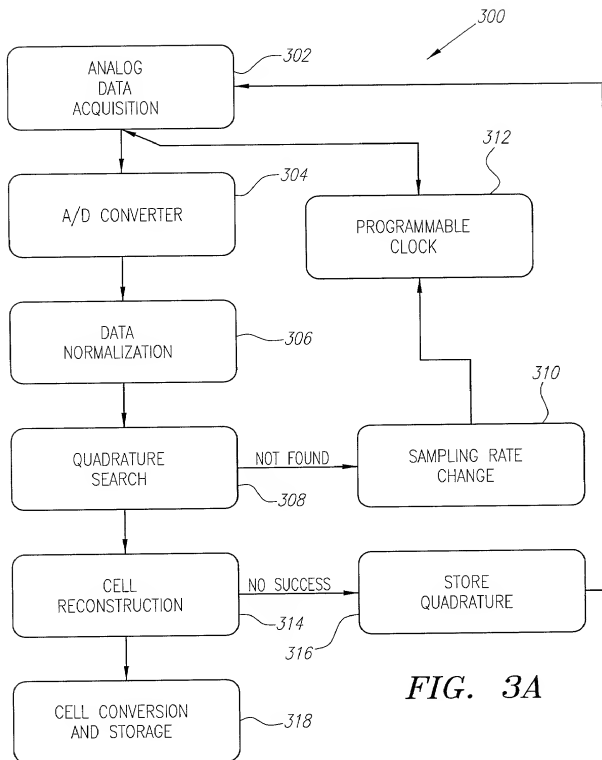 300
ANALOG
DATA
ACQUISITION
302
312
304
A/D CONVERTER
PROGRAMMABLE
CLOCK
DATA
NORMALIZATION
306
310
QUADRATURE
SEARCH
NOT FOUND
SAMPLING RATE
CHANGE
308
CELL
RECONSTRUCTION
NO SUCCESS
STORE
QUADRATURE
314
316
CELL CONVERSION
AND STORAGE
318
FIG. 3A